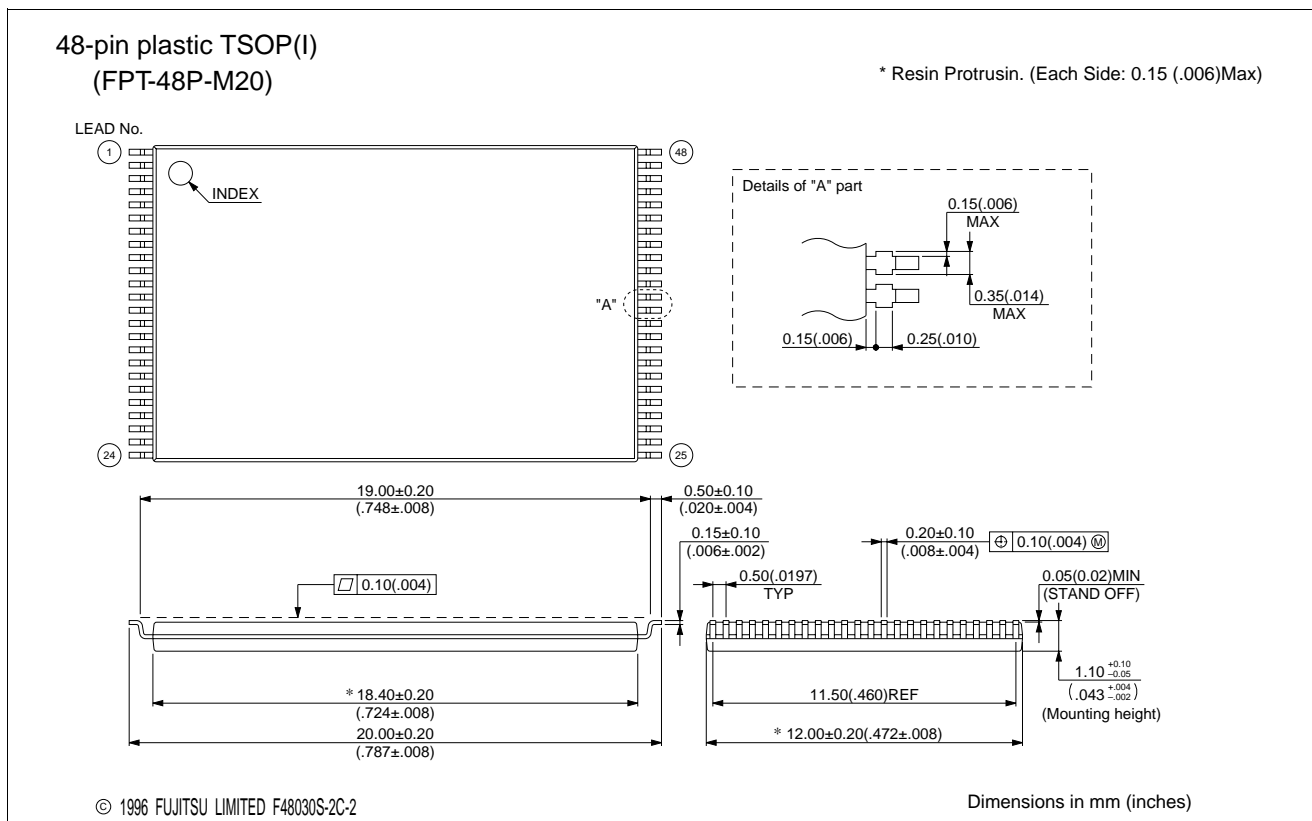 48-pin plastic TSOP(I)
(FPT-48P-M20)
* Resin Protrusin. (Each Side: 0.15 (.006)Max)
LEAD No.
1
48
INDEX
"A"
24
25
Details of "A" part
0.15(.006)
MAX
0.35(.014)
MAX
0.15(.006)
0.25(.010)
19.00±0.20
(.748±.008)
0.50±0.10
(.020±.004)
0.15±0.10
(.006±.002)
0.20±0.10
(.008±.004)
⌖ 0.10(.004) Ⓜ
0.50(.0197)
TYP
0.05(0.02)MIN
(STAND OFF)
⏥ 0.10(.004)
1.10 +0.10 −0.05
(.043 +.004 −.002)
(Mounting height)
* 18.40±0.20
(.724±.008)
20.00±0.20
(.787±.008)
11.50(.460)REF
* 12.00±0.20(.472±.008)
© 1996 FUJITSU LIMITED F48030S-2C-2
Dimensions in mm (inches)